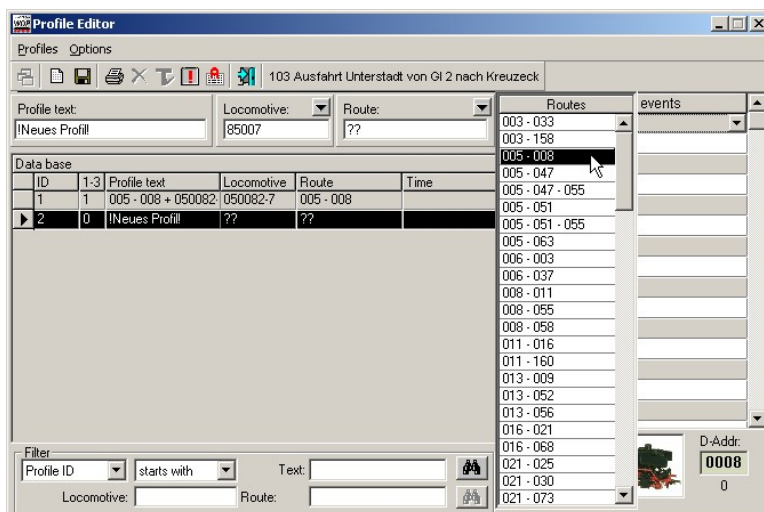 Profile Editor
Profiles Options
103 Ausfahrt Unterstadt von Gl 2 nach Kreuzeck
Profile text: Locomotive: Route:
!Neues Profil! 85007 ??
Data base
ID 1-3 Profile text Locomotive Route Time
1 1 005 - 008 + 050082- 050082-7 005 - 008
2 0 !Neues Profil! ?? ??
Routes
003 - 033
003 - 158
005 - 008
005 - 047
005 - 047 - 055
005 - 051
005 - 051 - 055
005 - 063
006 - 003
006 - 037
008 - 011
008 - 055
008 - 058
011 - 016
011 - 160
013 - 009
013 - 052
013 - 056
016 - 021
016 - 068
021 - 025
021 - 030
021 - 073
events
Filter
Profile ID starts with Text:
Locomotive: Route:
D-Addr:
0008
0